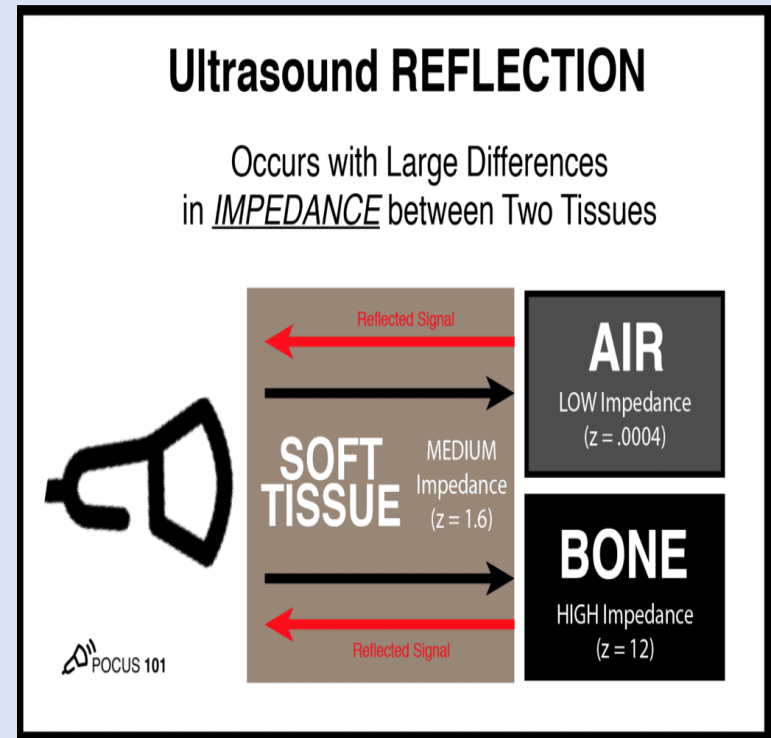 Ultrasound REFLECTION
Occurs with Large Differences
in IMPEDANCE between Two Tissues
Reflected Signal
SOFT
TISSUE
MEDIUM
Impedance
(z = 1.6)
Reflected Signal
AIR
LOW Impedance
(z = .0004)
BONE
HIGH Impedance
(z = 12)
POCUS 101